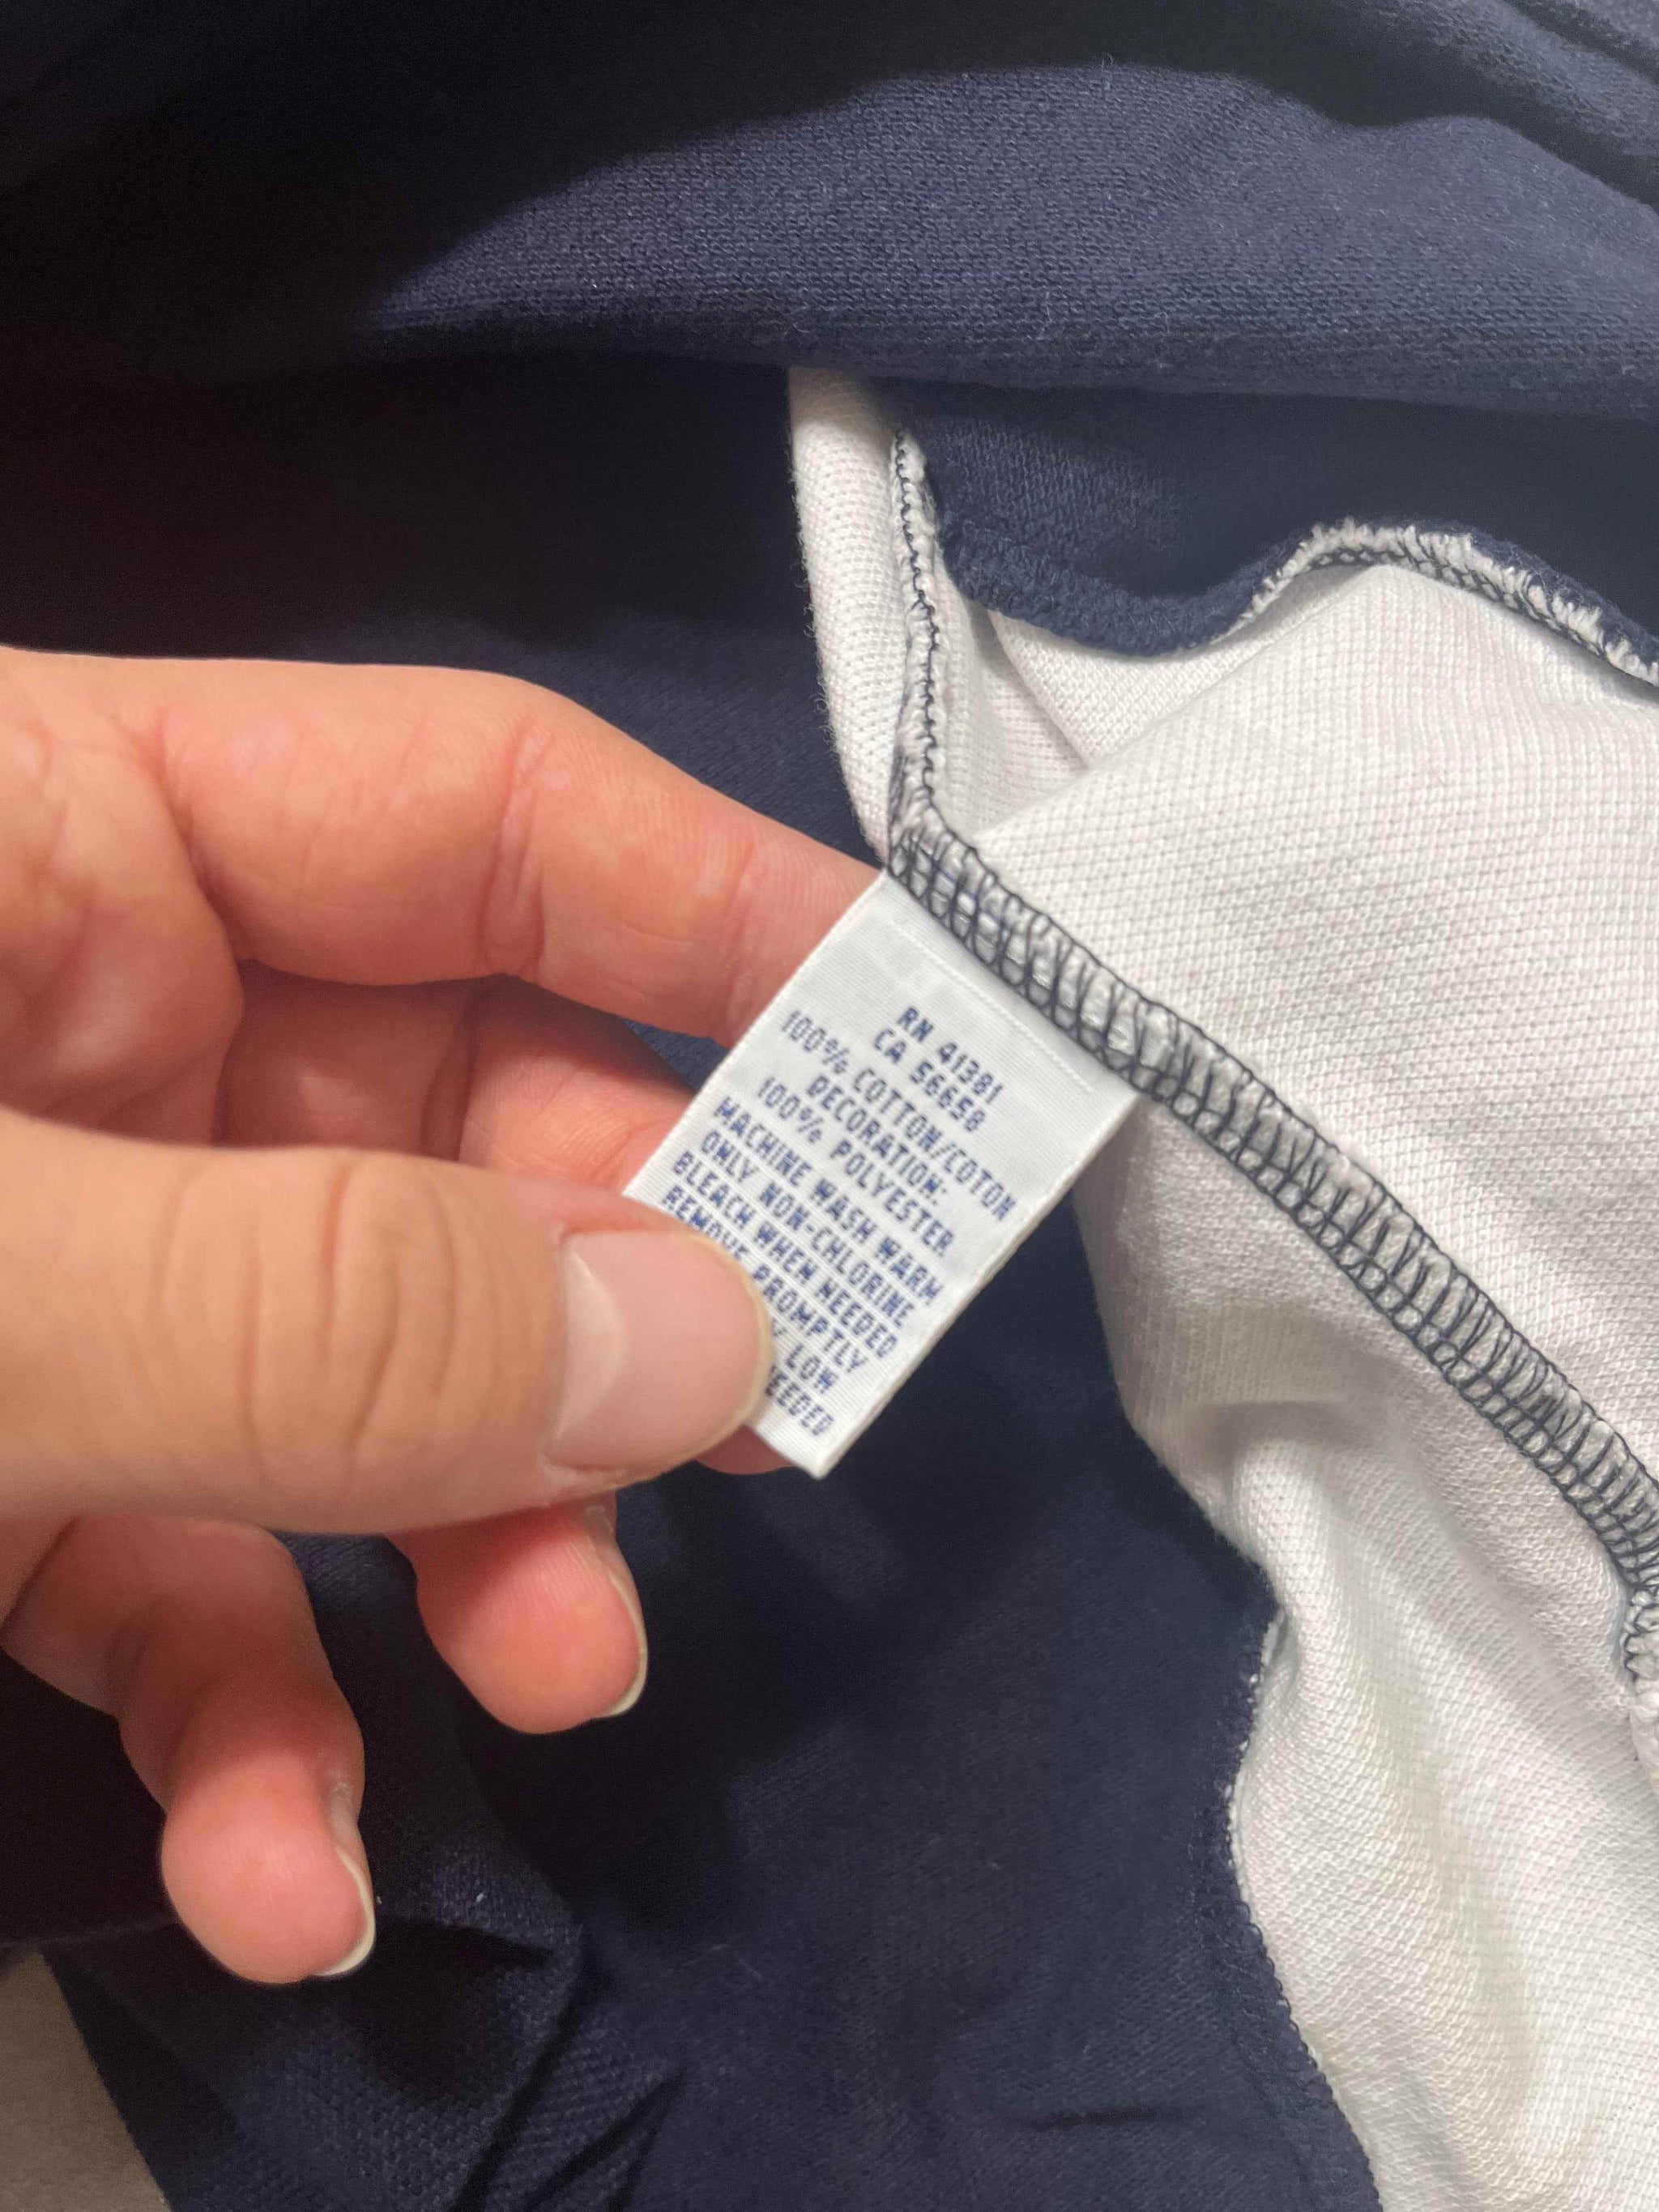 RN 41381
CA 56658
100% COTTON/COTON
DECORATION:
100% POLYESTER
MACHINE WASH WARM
ONLY NON-CHLORINE
BLEACH WHEN NEEDED
REMOVE PROMPTLY
LOW